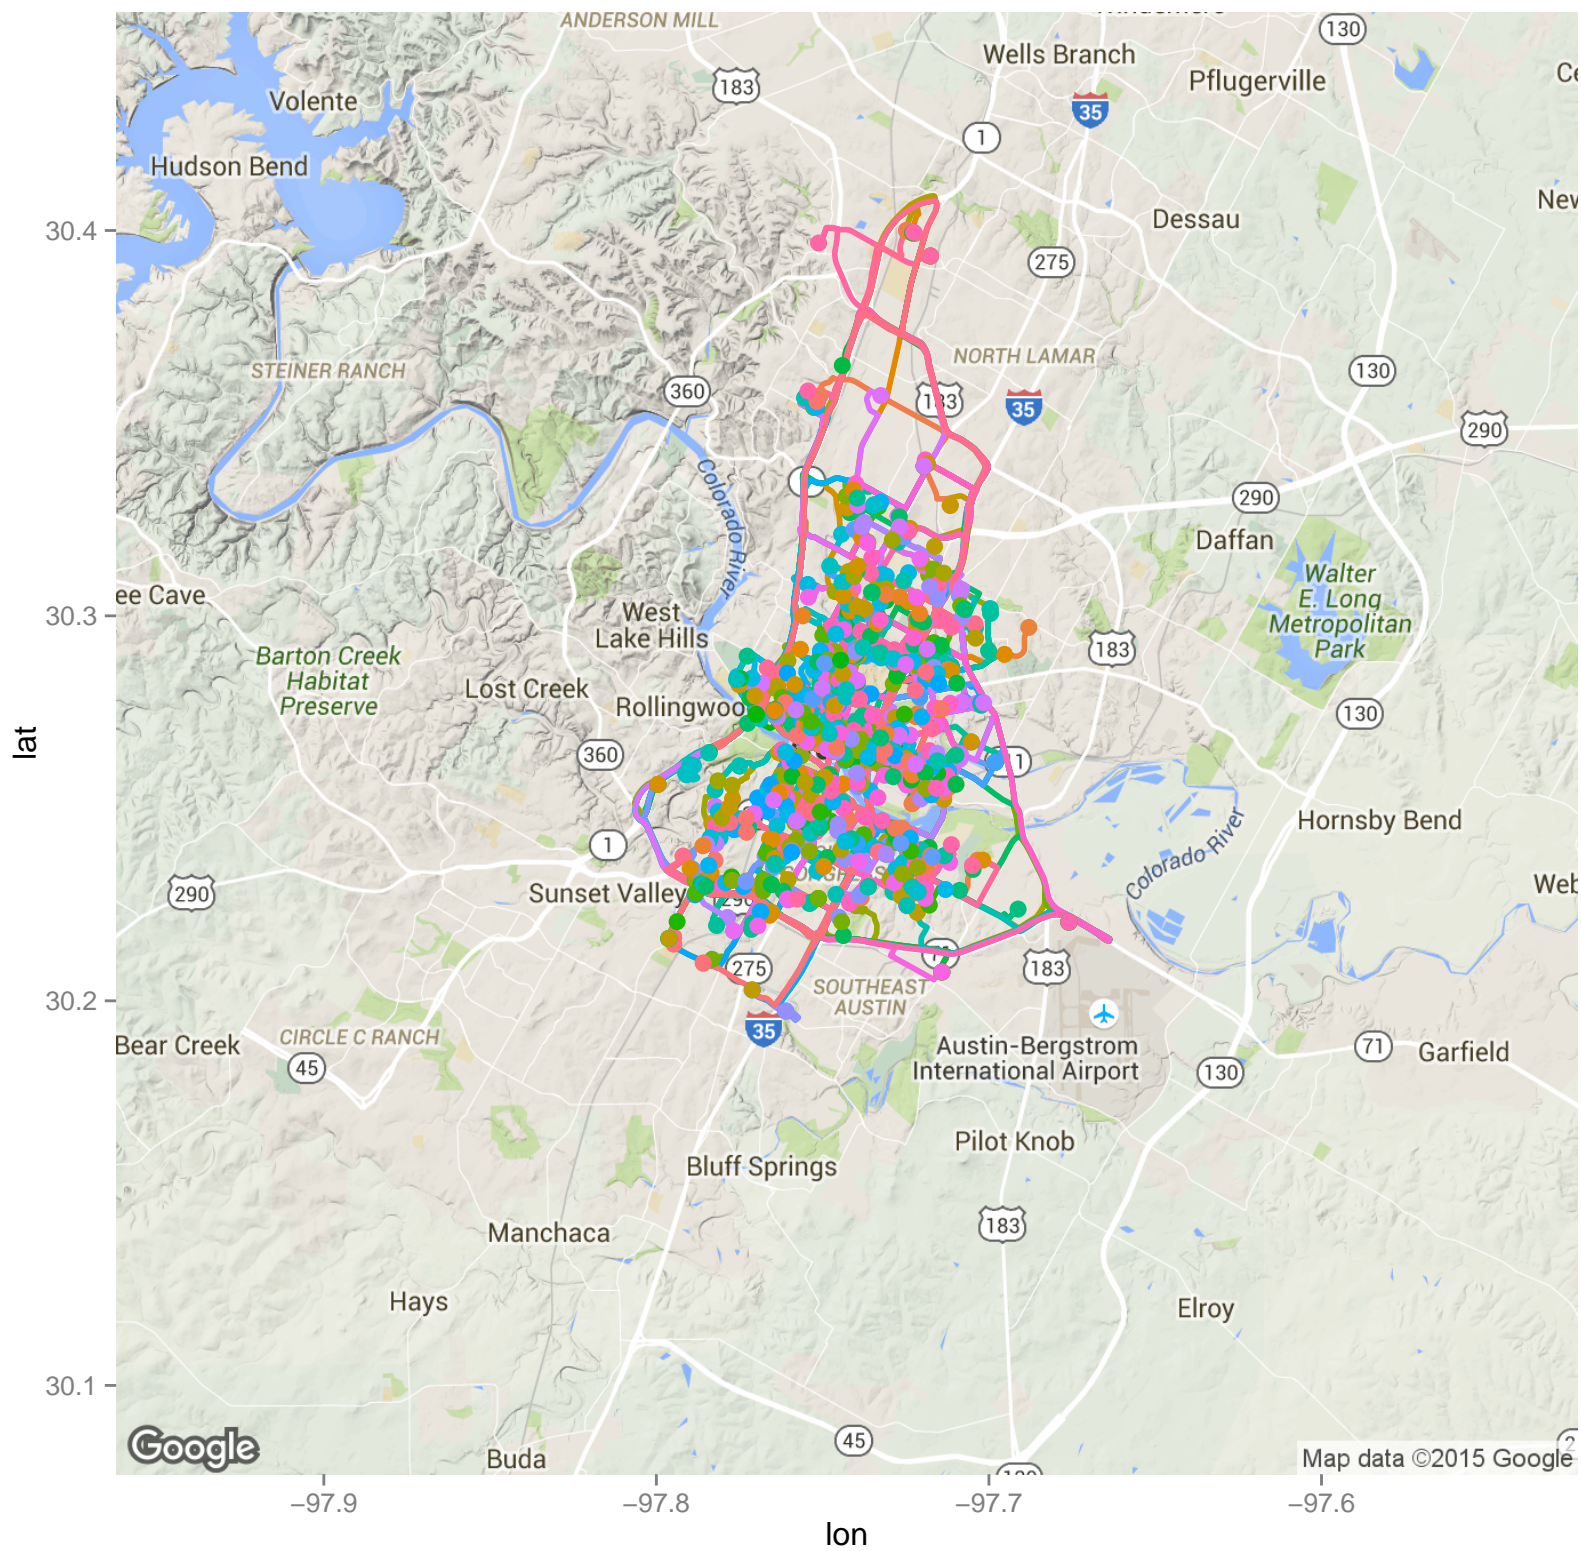 ANDERSON MILL
Wells Branch
Pflugerville
130
183
35
1
Volente
Hudson Bend
Dessau
275
30.4
STEINER RANCH
NORTH LAMAR
360
183
35
130
290
Colorado River
290
Daffan
ee Cave
Walter
E. Long
Metropolitan
Park
West
Lake Hills
30.3
Barton Creek
Habitat
Preserve
Lost Creek
Rollingwoo
183
130
lat
360
Hornsby Bend
Colorado River
1
290
Sunset Valley
290
Web
275
71
183
SOUTHEAST
AUSTIN
30.2
CIRCLE C RANCH
35
Bear Creek
45
Austin-Bergstrom
International Airport
130
71
Garfield
Pilot Knob
Bluff Springs
183
Manchaca
Hays
Elroy
30.1
Google
Buda
45
130
Map data ©2015 Google
−97.9
−97.8
−97.7
−97.6
lon